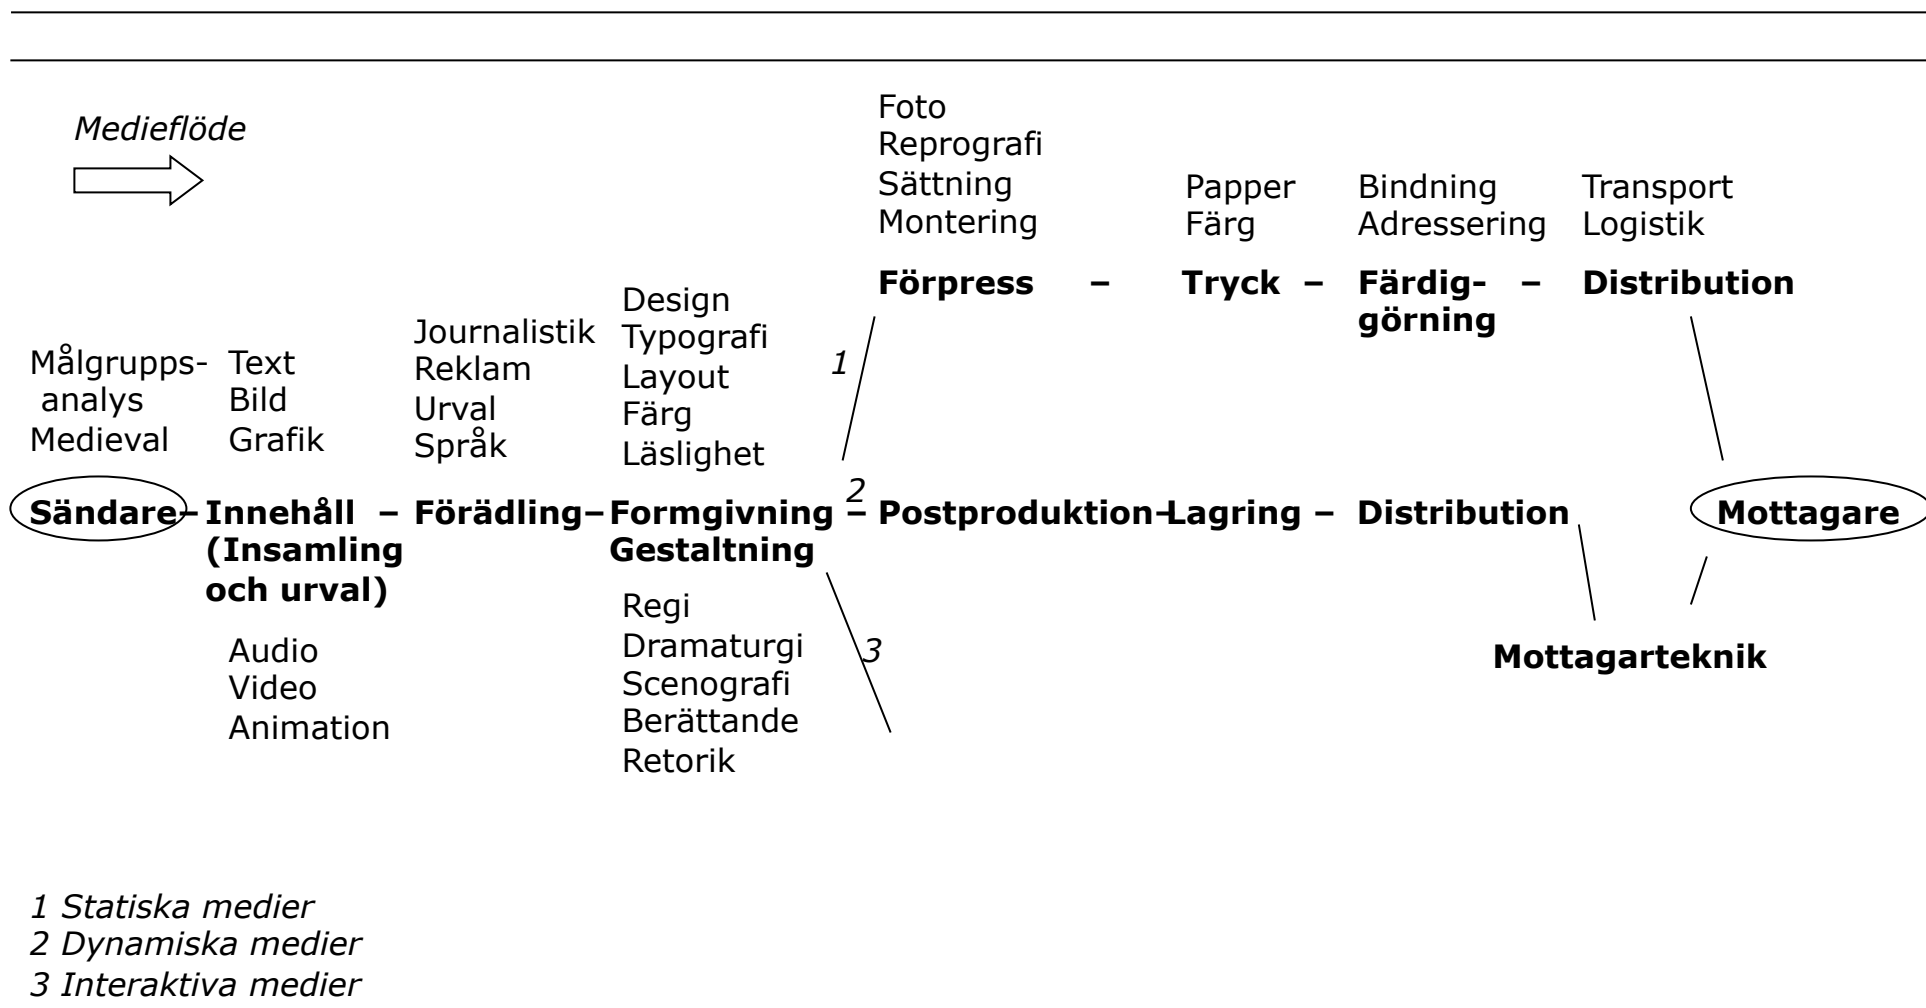 Medieflöde
Foto
Reprografi
Sättning
Montering
Papper
Färg
Bindning
Adressering
Transport
Logistik
Förpress – Tryck – Färdig- – Distribution
görning
Målgrupps-
analys
Medieval
Text
Bild
Grafik
Journalistik
Reklam
Urval
Språk
Design
Typografi
Layout
Färg
Läslighet
1
2
Sändare – Innehåll – Förädling – Formgivning – Postproduktion – Lagring – Distribution Mottagare
(Insamling
och urval)
Gestaltning
Audio
Video
Animation
Regi
Dramaturgi
Scenografi
Berättande
Retorik
3
Mottagarteknik
1 Statiska medier
2 Dynamiska medier
3 Interaktiva medier